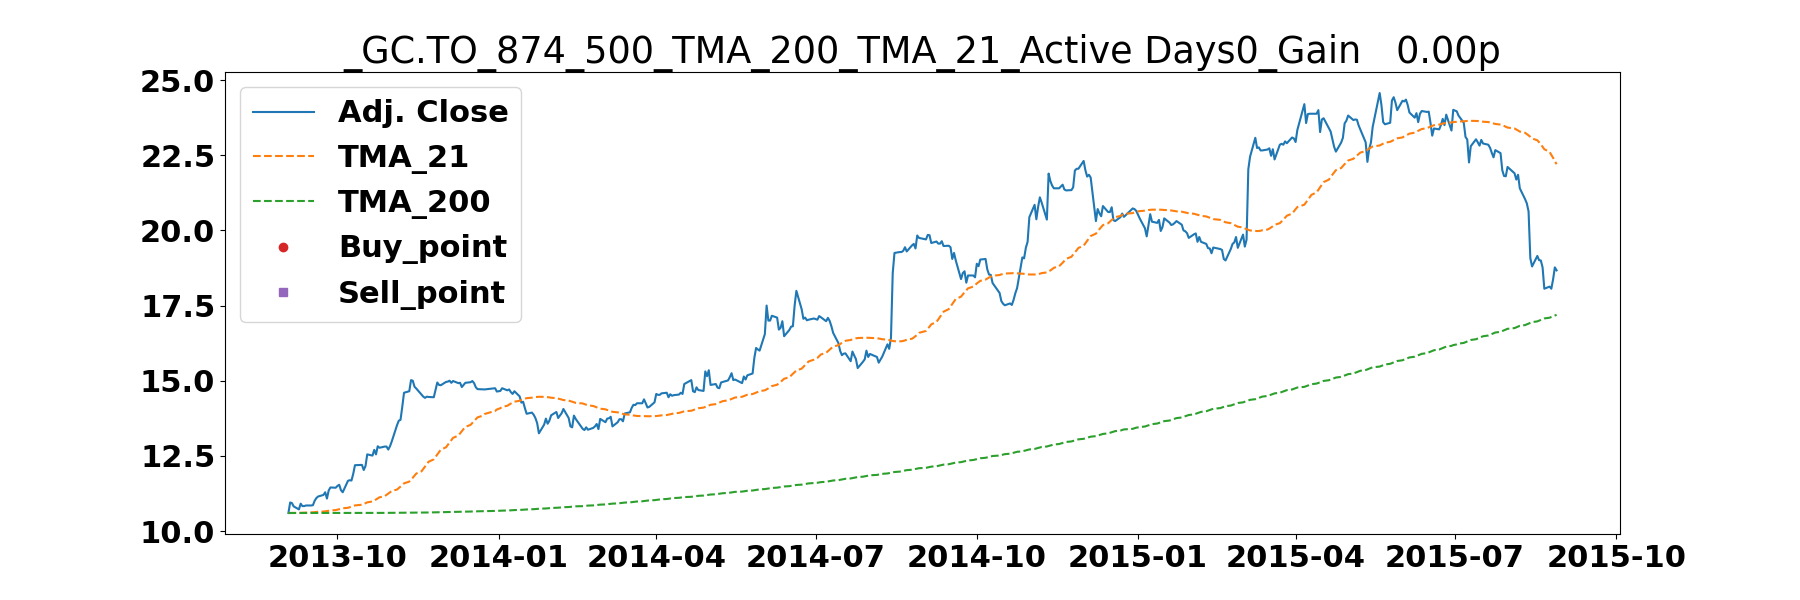 _GC.TO_874_500_TMA_200_TMA_21_Active Days0_Gain   0.00p
25.0
22.5
20.0
17.5
15.0
12.5
10.0
Adj. Close
TMA_21
TMA_200
Buy_point
Sell_point
2013-10 2014-01 2014-04 2014-07 2014-10 2015-01 2015-04 2015-07 2015-10